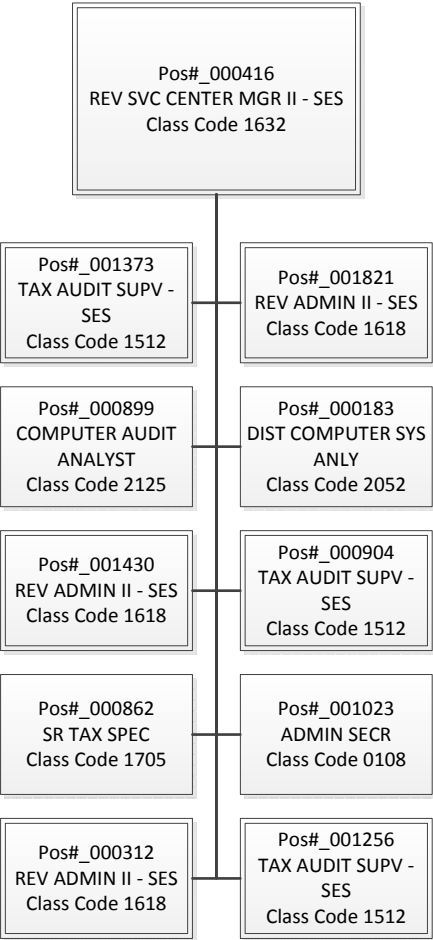 Pos#_000416
REV SVC CENTER MGR II - SES
Class Code 1632
Pos#_001373
TAX AUDIT SUPV -
SES
Class Code 1512
Pos#_001821
REV ADMIN II - SES
Class Code 1618
Pos#_000899
COMPUTER AUDIT
ANALYST
Class Code 2125
Pos#_000183
DIST COMPUTER SYS
ANLY
Class Code 2052
Pos#_001430
REV ADMIN II - SES
Class Code 1618
Pos#_000904
TAX AUDIT SUPV -
SES
Class Code 1512
Pos#_000862
SR TAX SPEC
Class Code 1705
Pos#_001023
ADMIN SECR
Class Code 0108
Pos#_000312
REV ADMIN II - SES
Class Code 1618
Pos#_001256
TAX AUDIT SUPV -
SES
Class Code 1512